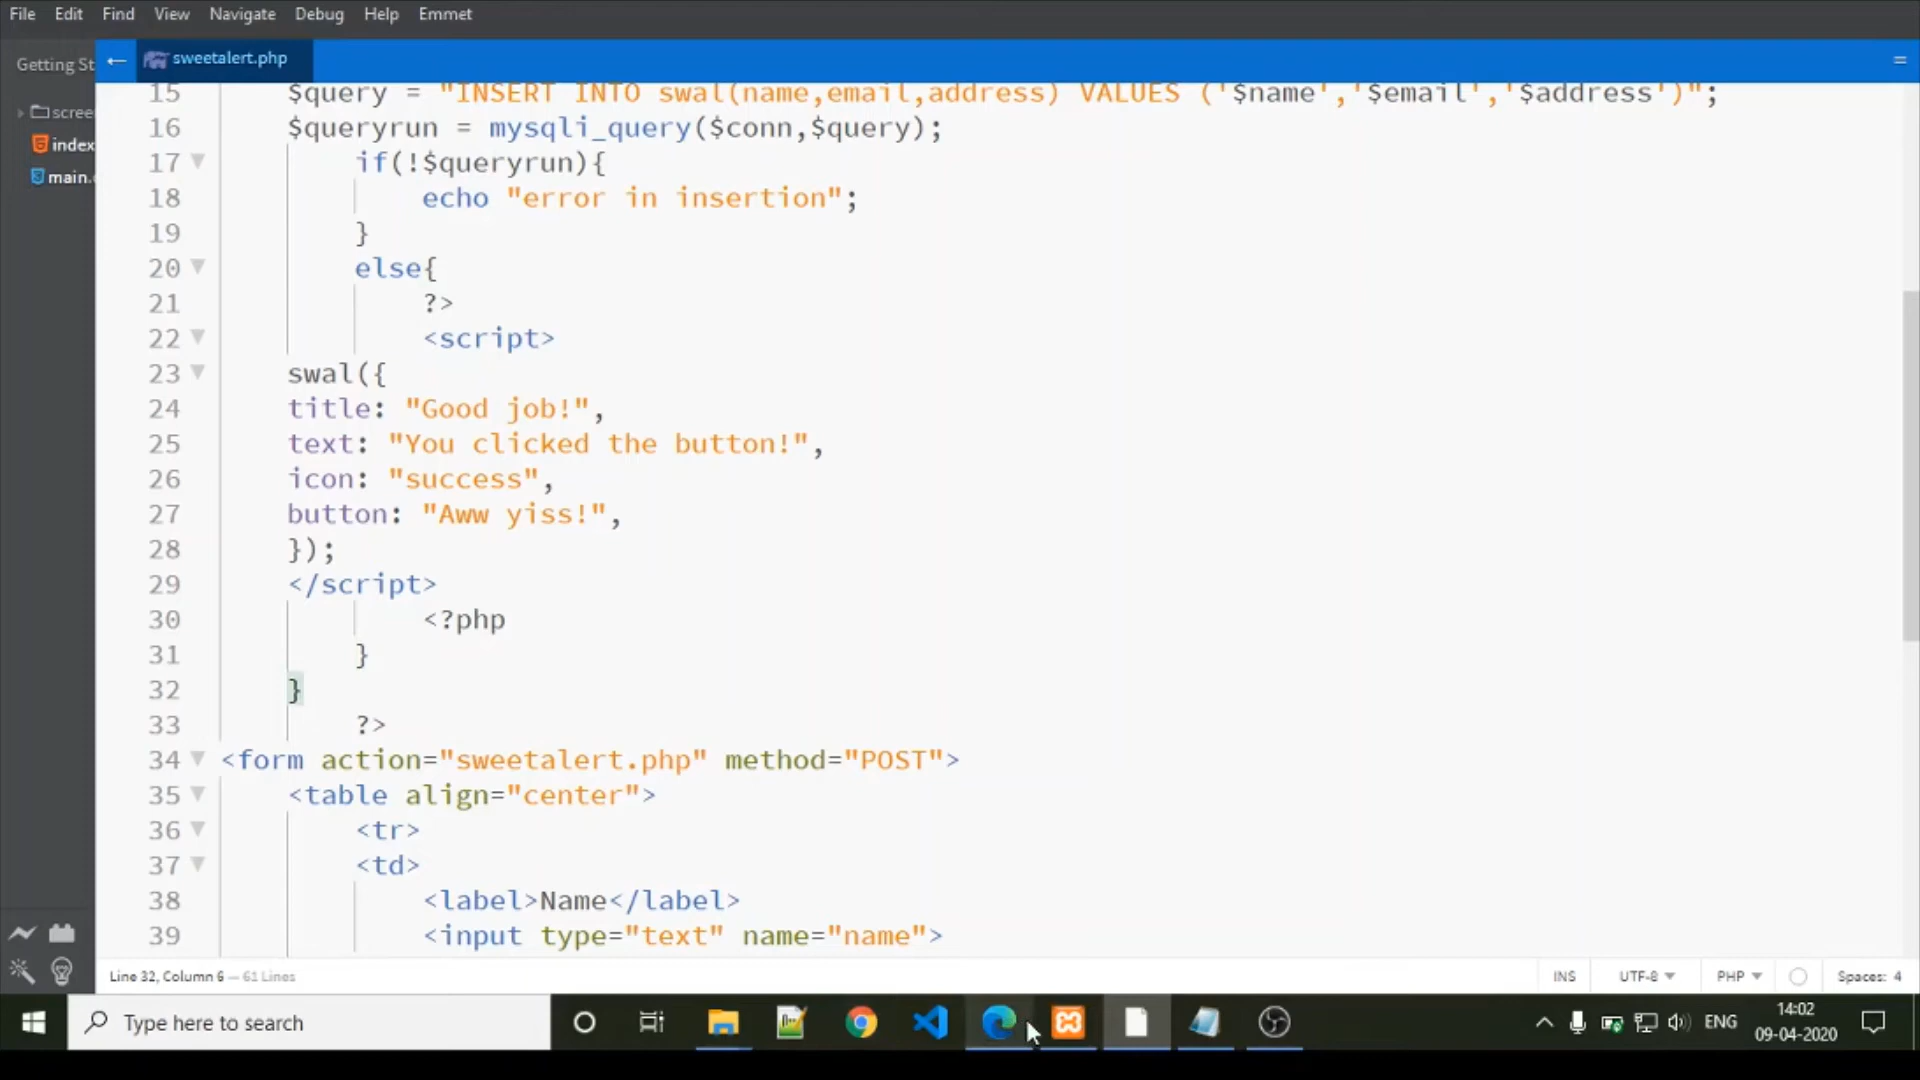 File Edit Find View Navigate Debug Help Emmet
Getting St
← sweetalert.php
scree
index
main.
15 $query = "INSERT INTO swal(name,email,address) VALUES ('$name','$email','$address')";
16 $queryrun = mysqli_query($conn,$query);
17 if(!$queryrun){
18 echo "error in insertion";
19 }
20 else{
21 ?>
22 <script>
23 swal({
24 title: "Good job!",
25 text: "You clicked the button!",
26 icon: "success",
27 button: "Aww yiss!",
28 });
29 </script>
30 <?php
31 }
32 }
33 ?>
34 <form action="sweetalert.php" method="POST">
35 <table align="center">
36 <tr>
37 <td>
38 <label>Name</label>
39 <input type="text" name="name">
Line 32, Column 6 — 61 Lines INS UTF-8 PHP Spaces: 4
Type here to search ENG 14:02
09-04-2020